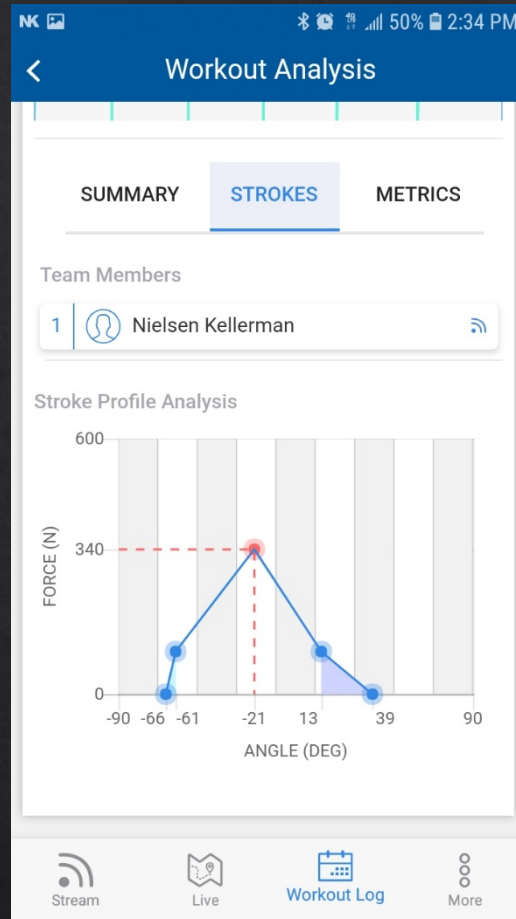 NK 50% 2:34 PM
Workout Analysis
SUMMARY STROKES METRICS
Team Members
1 Nielsen Kellerman
Stroke Profile Analysis
600
340
0
FORCE (N)
-90 -66 -61 -21 13 39 90
ANGLE (DEG)
Stream Live Workout Log More